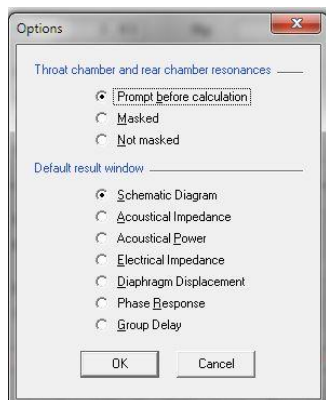 Options
Throat chamber and rear chamber resonances
Prompt before calculation
Masked
Not masked
Default result window
Schematic Diagram
Acoustical Impedance
Acoustical Power
Electrical Impedance
Diaphragm Displacement
Phase Response
Group Delay
OK Cancel